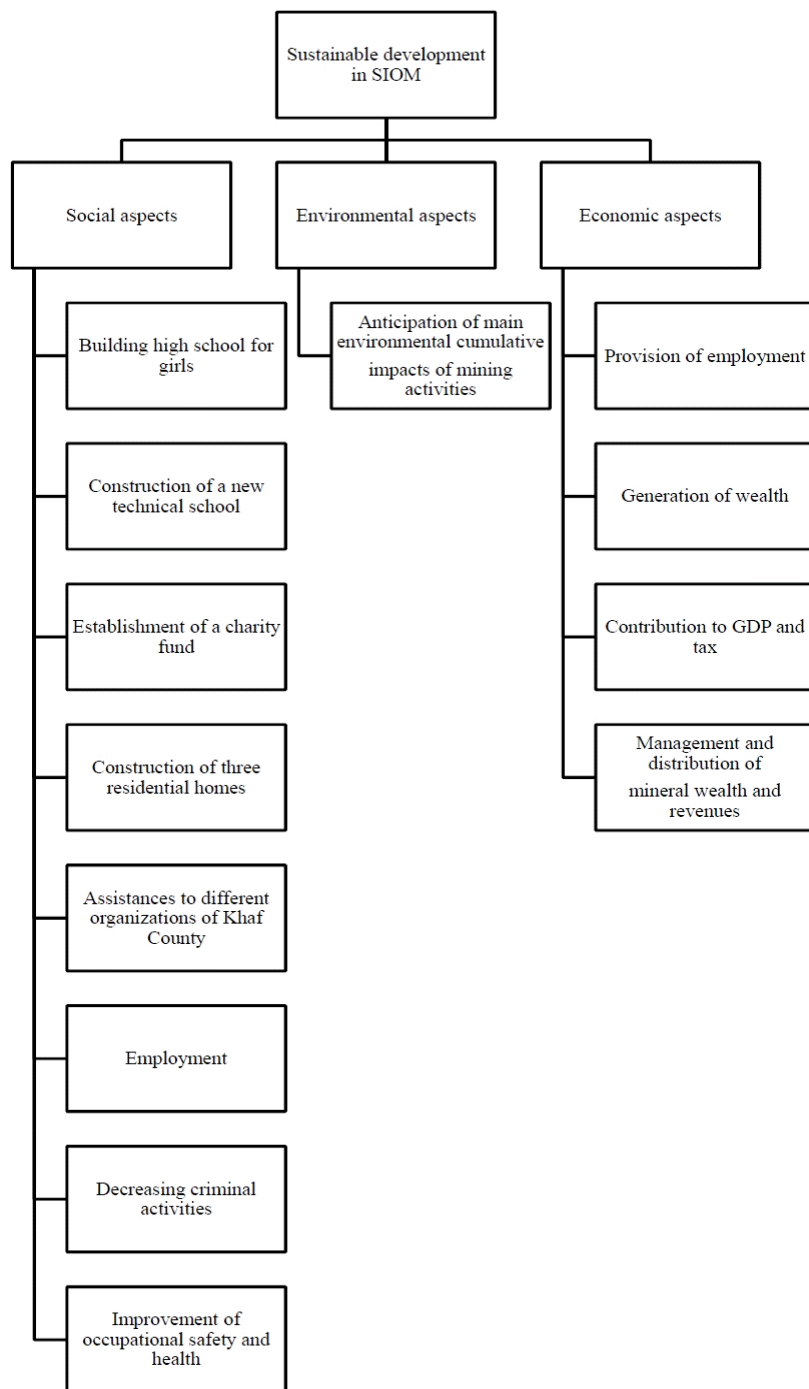 Sustainable development
in SIOM
Social aspects
Environmental aspects
Economic aspects
Building high school for
girls
Construction of a new
technical school
Establishment of a charity
fund
Construction of three
residential homes
Assistances to different
organizations of Khaf
County
Employment
Decreasing criminal
activities
Improvement of
occupational safety and
health
Anticipation of main
environmental cumulative
impacts of mining
activities
Provision of employment
Generation of wealth
Contribution to GDP and
tax
Management and
distribution of
mineral wealth and
revenues